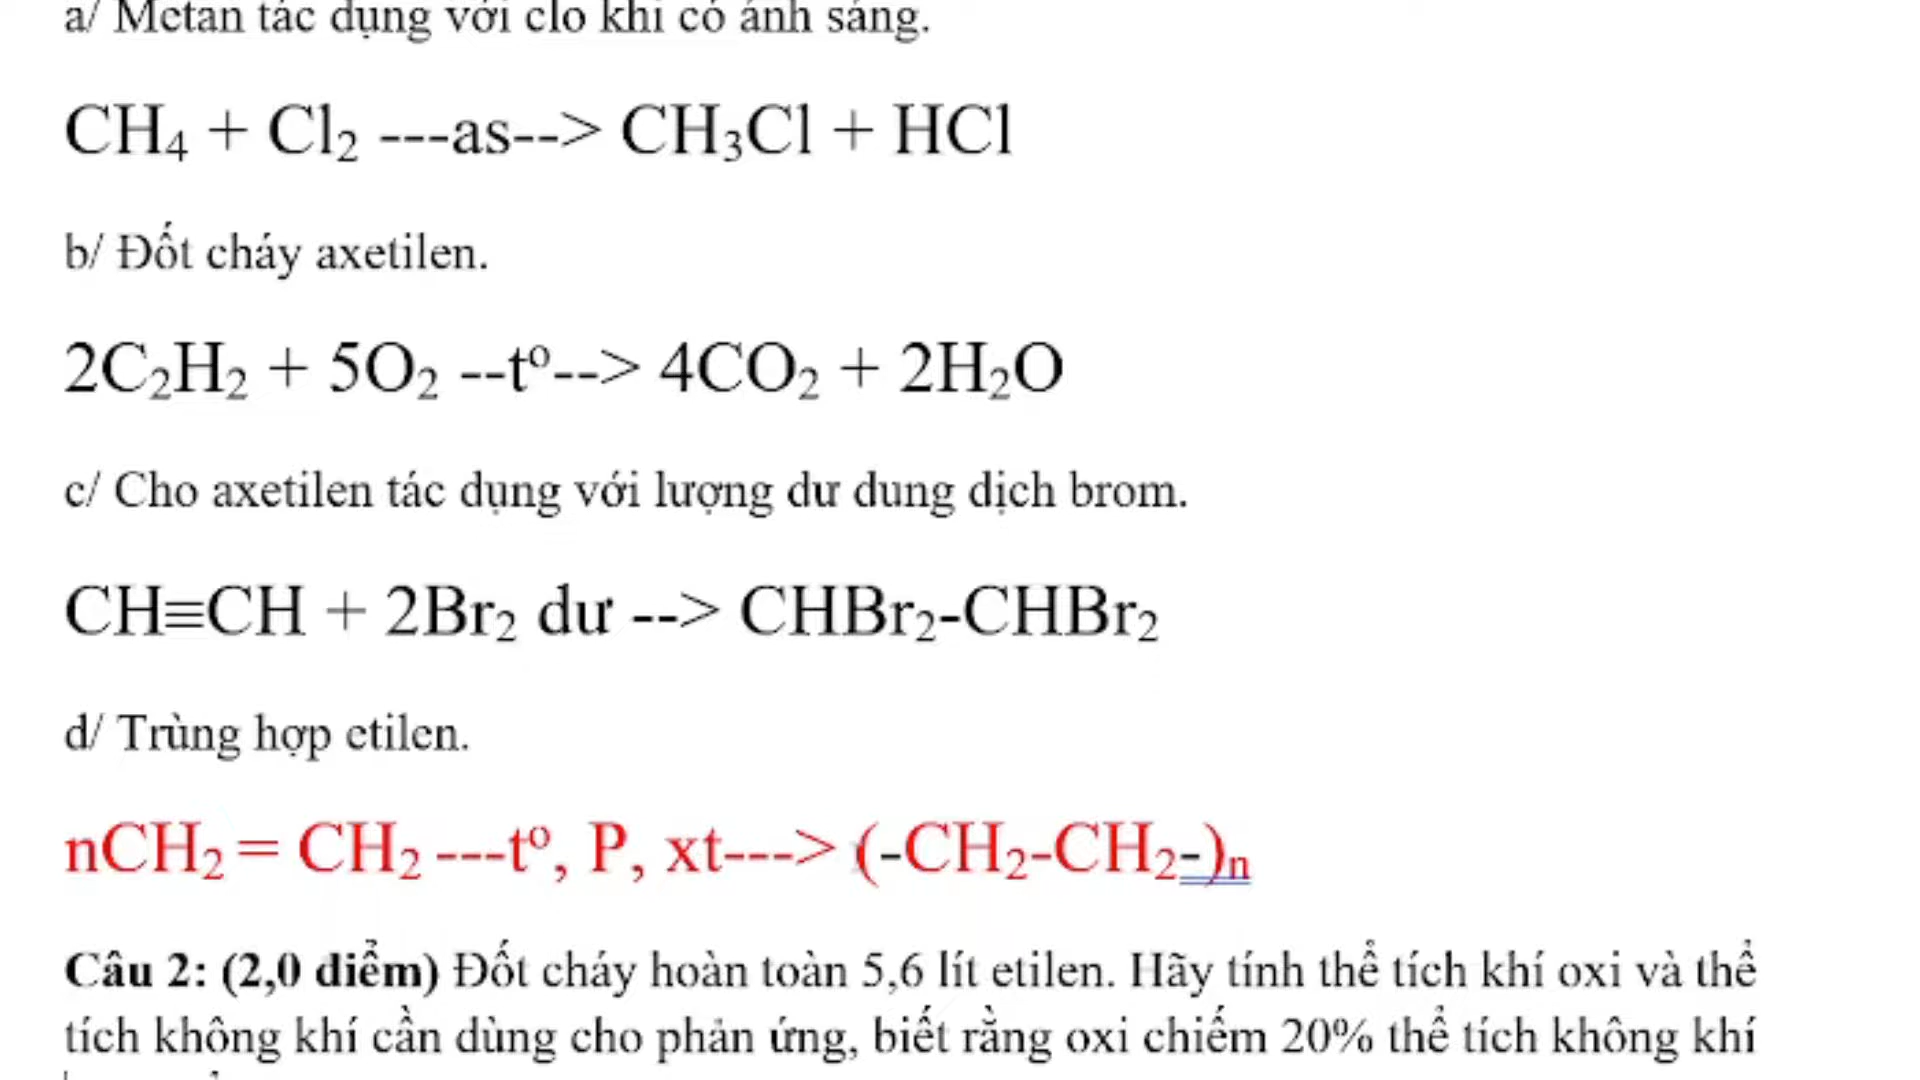 a/ Metan tác dụng với clo khi có ánh sáng.
CH₄ + Cl₂ ---as--> CH₃Cl + HCl
b/ Đốt cháy axetilen.
2C₂H₂ + 5O₂ --tº--> 4CO₂ + 2H₂O
c/ Cho axetilen tác dụng với lượng dư dung dịch brom.
CH≡CH + 2Br₂ dư --> CHBr₂-CHBr₂
d/ Trùng hợp etilen.
nCH₂ = CH₂ ---tº, P, xt---> (-CH₂-CH₂-)ₙ
Câu 2: (2,0 điểm) Đốt cháy hoàn toàn 5,6 lít etilen. Hãy tính thể tích khí oxi và thể
tích không khí cần dùng cho phản ứng, biết rằng oxi chiếm 20% thể tích không khí